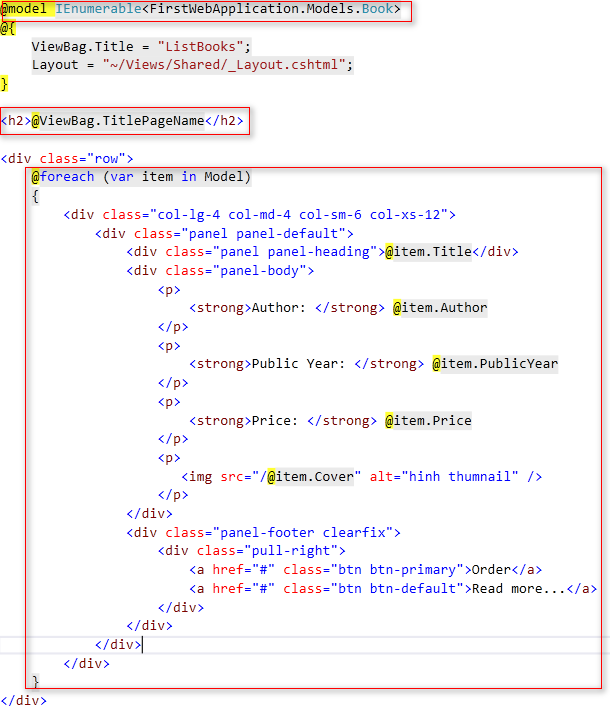 @model IEnumerable<FirstWebApplication.Models.Book>
@{
    ViewBag.Title = "ListBooks";
    Layout = "~/Views/Shared/_Layout.cshtml";
}
<h2>@ViewBag.TitlePageName</h2>
<div class="row">
    @foreach (var item in Model)
    {
        <div class="col-lg-4 col-md-4 col-sm-6 col-xs-12">
            <div class="panel panel-default">
                <div class="panel panel-heading">@item.Title</div>
                <div class="panel-body">
                    <p>
                        <strong>Author: </strong> @item.Author
                    </p>
                    <p>
                        <strong>Public Year: </strong> @item.PublicYear
                    </p>
                    <p>
                        <strong>Price: </strong> @item.Price
                    </p>
                    <p>
                       <img src="/@item.Cover" alt="hinh thumnail" />
                    </p>
                </div>
                <div class="panel-footer clearfix">
                    <div class="pull-right">
                        <a href="#" class="btn btn-primary">Order</a>
                        <a href="#" class="btn btn-default">Read more...</a>
                    </div>
                </div>
            </div>
        </div>
    }
</div>